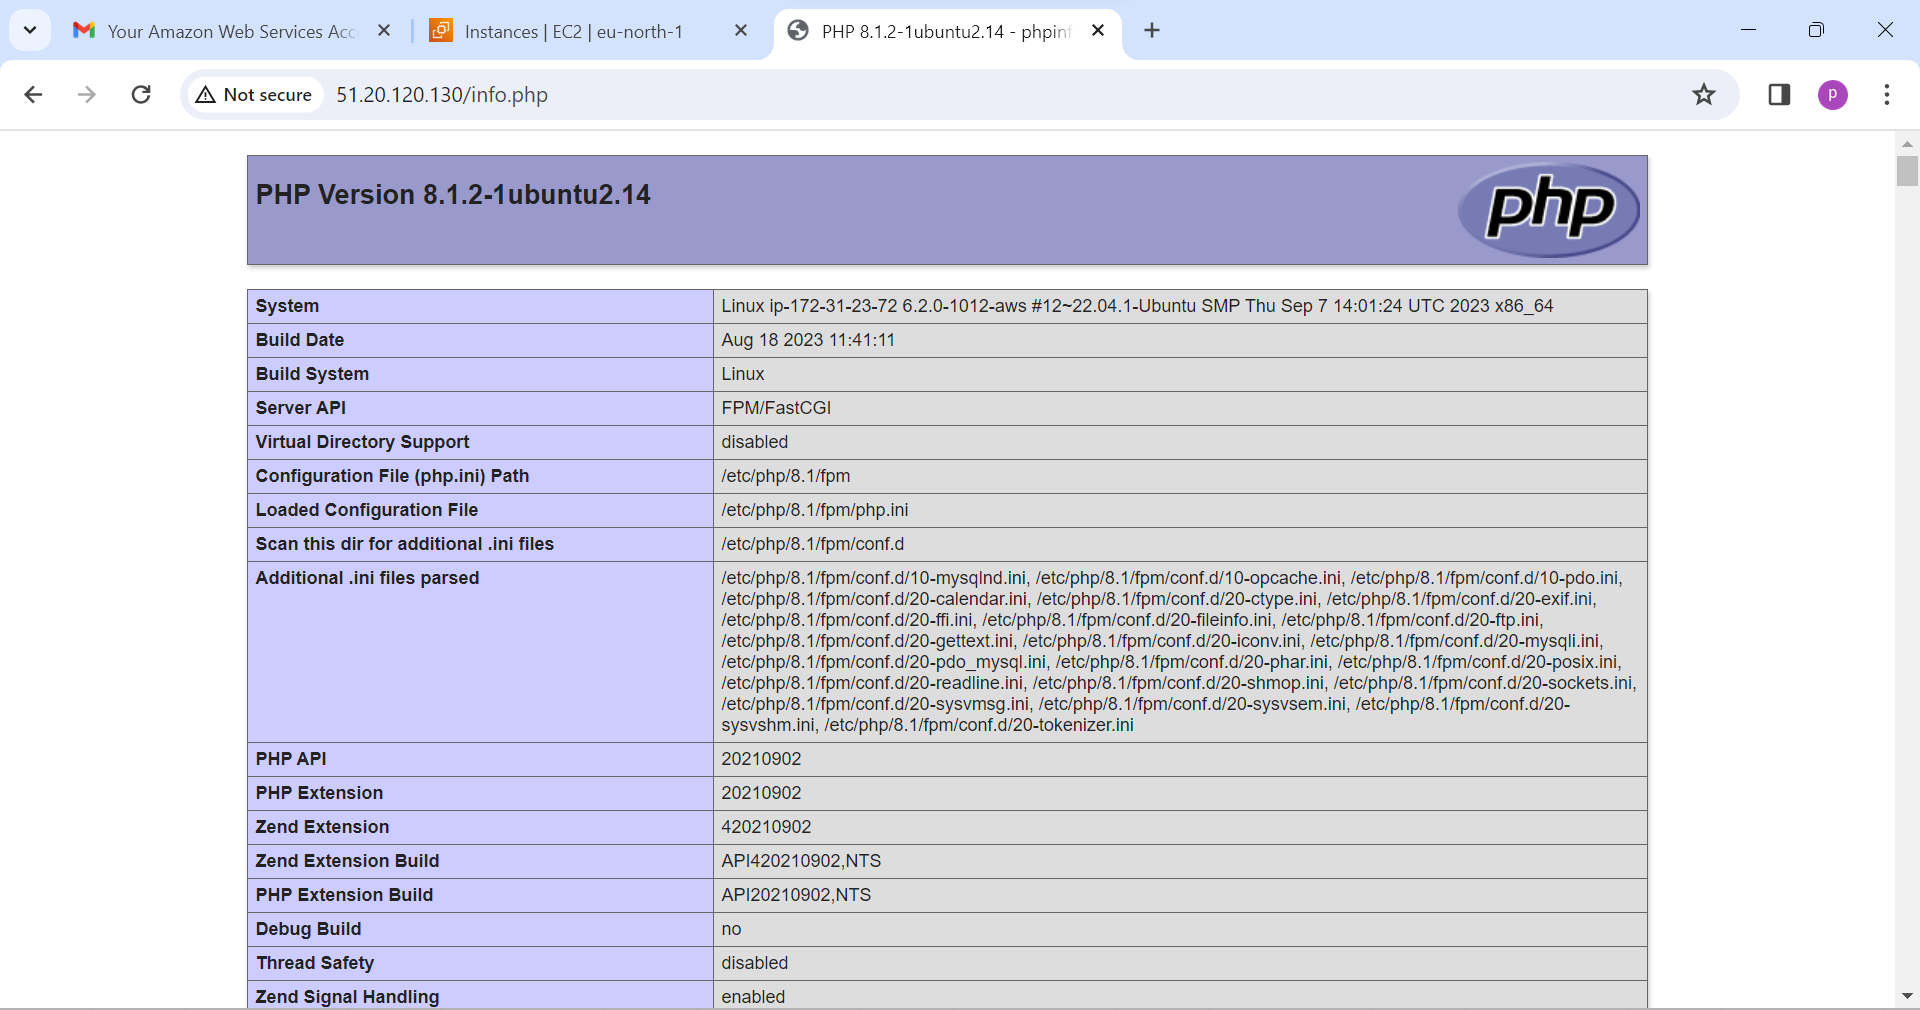 Your Amazon Web Services Acc
Instances | EC2 | eu-north-1
PHP 8.1.2-1ubuntu2.14 - phpinf
Not secure
51.20.120.130/info.php
p
PHP Version 8.1.2-1ubuntu2.14
php
System Linux ip-172-31-23-72 6.2.0-1012-aws #12~22.04.1-Ubuntu SMP Thu Sep 7 14:01:24 UTC 2023 x86_64
Build Date Aug 18 2023 11:41:11
Build System Linux
Server API FPM/FastCGI
Virtual Directory Support disabled
Configuration File (php.ini) Path /etc/php/8.1/fpm
Loaded Configuration File /etc/php/8.1/fpm/php.ini
Scan this dir for additional .ini files /etc/php/8.1/fpm/conf.d
Additional .ini files parsed /etc/php/8.1/fpm/conf.d/10-mysqlnd.ini, /etc/php/8.1/fpm/conf.d/10-opcache.ini, /etc/php/8.1/fpm/conf.d/10-pdo.ini,
/etc/php/8.1/fpm/conf.d/20-calendar.ini, /etc/php/8.1/fpm/conf.d/20-ctype.ini, /etc/php/8.1/fpm/conf.d/20-exif.ini,
/etc/php/8.1/fpm/conf.d/20-ffi.ini, /etc/php/8.1/fpm/conf.d/20-fileinfo.ini, /etc/php/8.1/fpm/conf.d/20-ftp.ini,
/etc/php/8.1/fpm/conf.d/20-gettext.ini, /etc/php/8.1/fpm/conf.d/20-iconv.ini, /etc/php/8.1/fpm/conf.d/20-mysqli.ini,
/etc/php/8.1/fpm/conf.d/20-pdo_mysql.ini, /etc/php/8.1/fpm/conf.d/20-phar.ini, /etc/php/8.1/fpm/conf.d/20-posix.ini,
/etc/php/8.1/fpm/conf.d/20-readline.ini, /etc/php/8.1/fpm/conf.d/20-shmop.ini, /etc/php/8.1/fpm/conf.d/20-sockets.ini,
/etc/php/8.1/fpm/conf.d/20-sysvmsg.ini, /etc/php/8.1/fpm/conf.d/20-sysvsem.ini, /etc/php/8.1/fpm/conf.d/20-
sysvshm.ini, /etc/php/8.1/fpm/conf.d/20-tokenizer.ini
PHP API 20210902
PHP Extension 20210902
Zend Extension 420210902
Zend Extension Build API420210902,NTS
PHP Extension Build API20210902,NTS
Debug Build no
Thread Safety disabled
Zend Signal Handling enabled